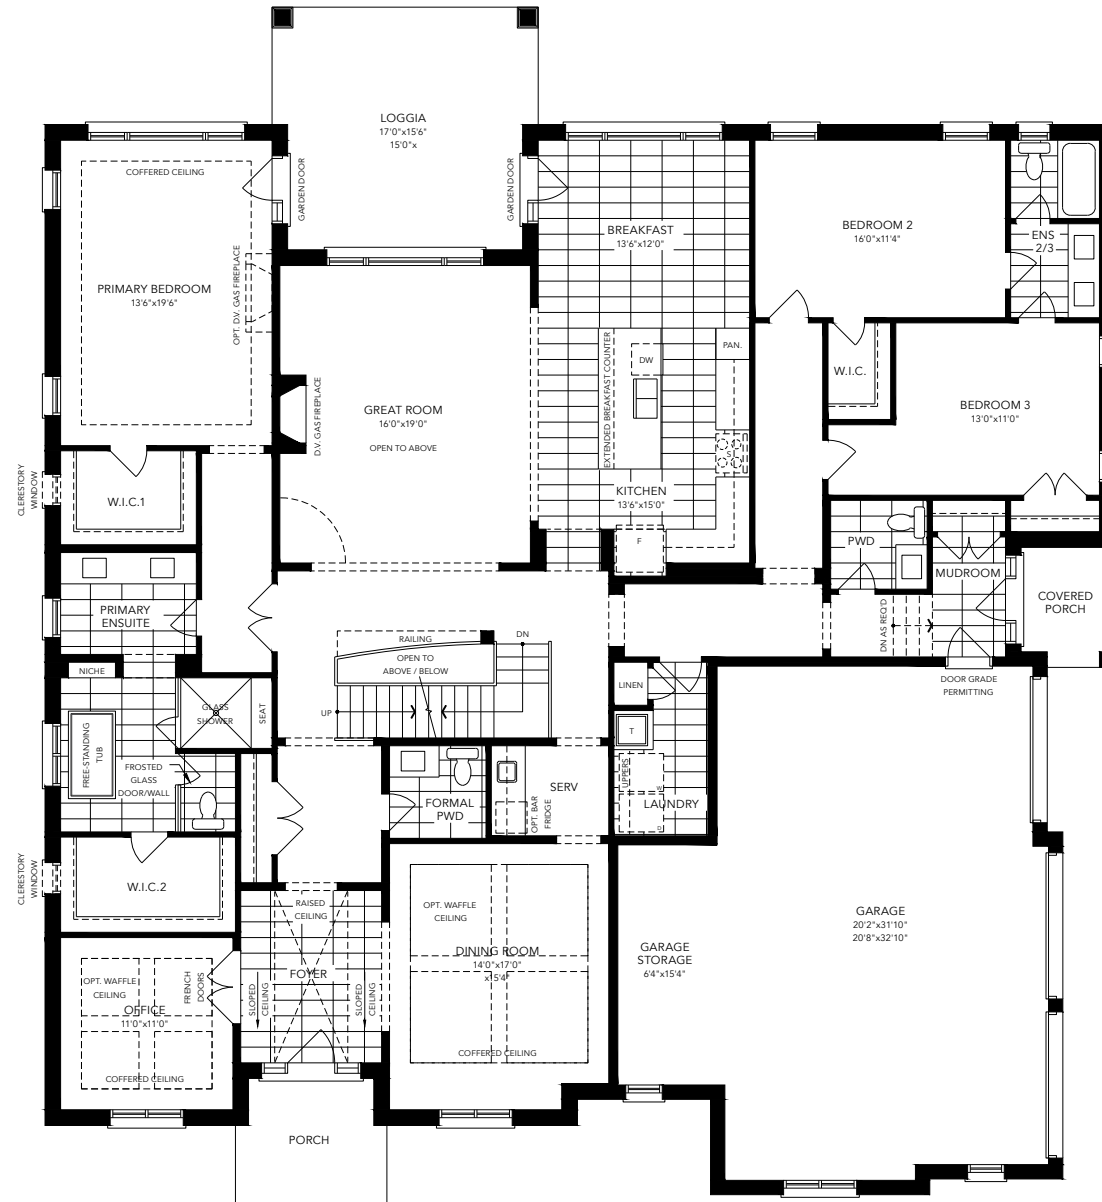 LOGGIA
17'0"x15'6"
15'0"x
COFFERED CEILING
GARDEN DOOR
GARDEN DOOR
PRIMARY BEDROOM
13'6"x19'6"
OPT. D.V. GAS FIREPLACE
BREAKFAST
13'6"x12'0"
BEDROOM 2
16'0"x11'4"
ENS
2/3
GREAT ROOM
16'0"x19'0"
OPEN TO ABOVE
D.V. GAS FIREPLACE
EXTENDED BREAKFAST COUNTER
DW
PAN.
S
KITCHEN
13'6"x15'0"
F
W.I.C.
BEDROOM 3
13'0"x11'0"
CLERESTORY
WINDOW
W.I.C.1
PWD
MUDROOM
COVERED
PORCH
DN AS REQ'D
DOOR GRADE
PERMITTING
PRIMARY
ENSUITE
NICHE
RAILING
OPEN TO
ABOVE / BELOW
DN
UP
GLASS
SHOWER
SEAT
FREE-STANDING
TUB
FROSTED
GLASS
DOOR/WALL
LINEN
T
UPPERS
LAUNDRY
FORMAL
PWD
SERV
OPT. BAR
FRIDGE
CLERESTORY
WINDOW
W.I.C.2
RAISED
CEILING
FOYER
SLOPED
CEILING
SLOPED
CEILING
FRENCH
DOORS
OPT. WAFFLE
CEILING
OFFICE
11'0"x11'0"
COFFERED CEILING
OPT. WAFFLE
CEILING
DINING ROOM
14'0"x17'0"
x15'4"
COFFERED CEILING
GARAGE
STORAGE
6'4"x15'4"
GARAGE
20'2"x31'10"
20'8"x32'10"
PORCH